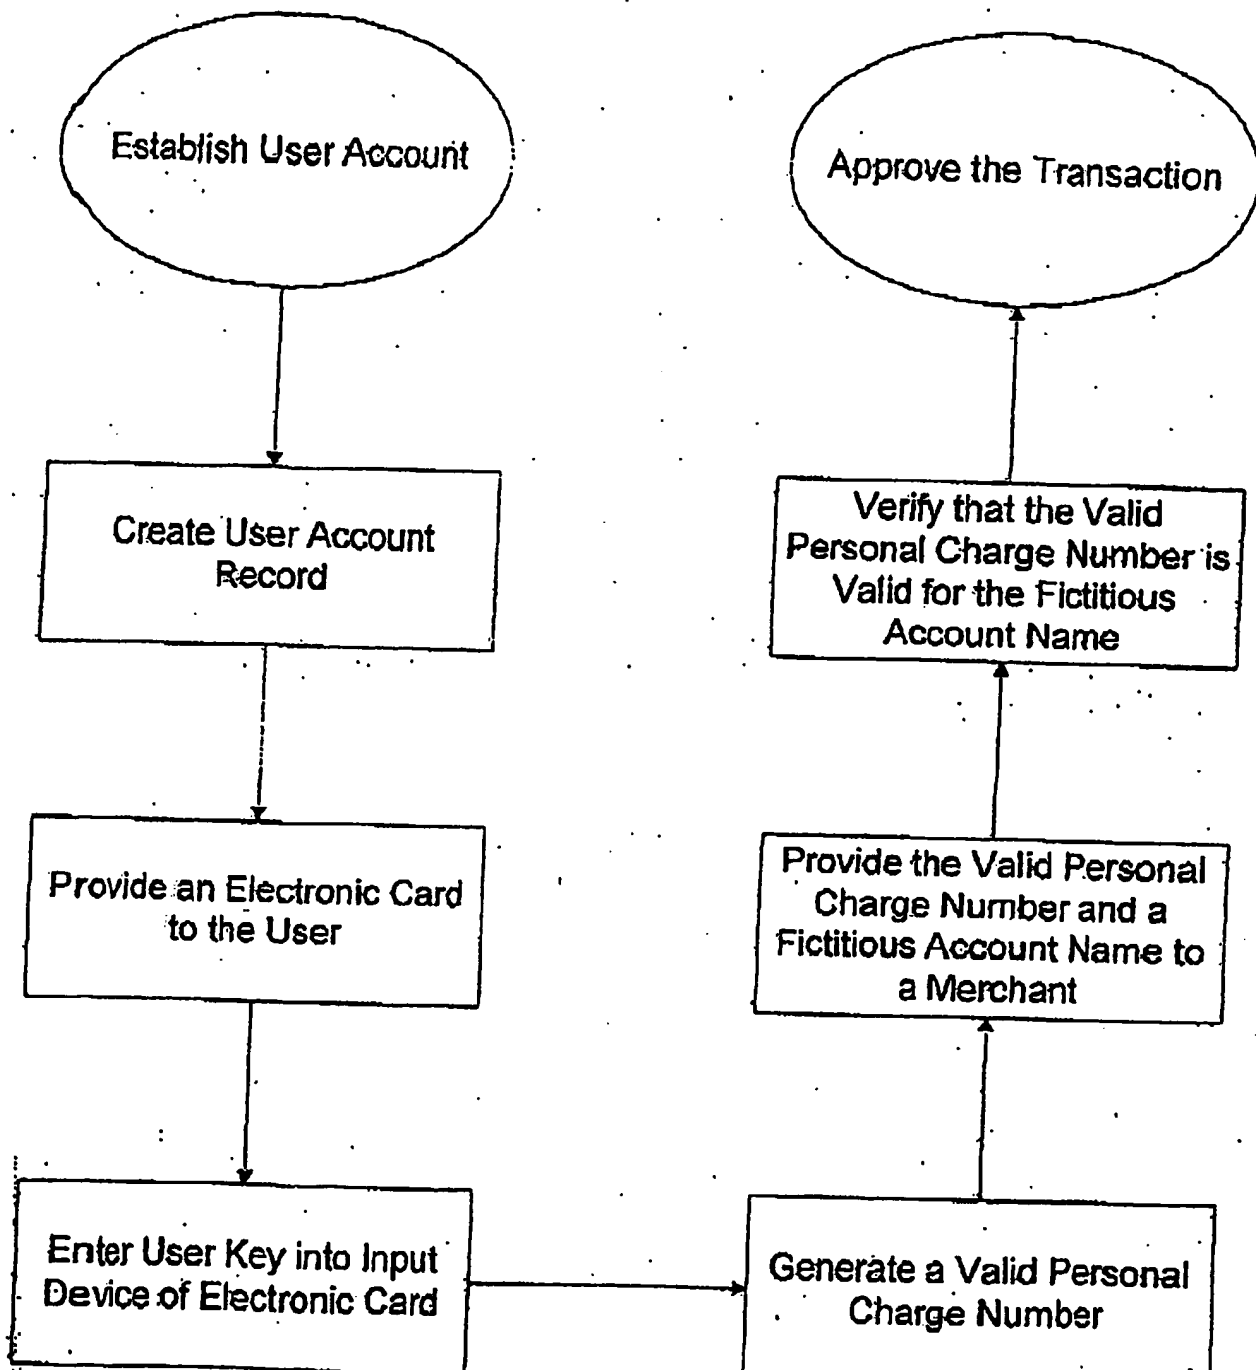 Establish User Account
Create User Account
Record
Provide an Electronic Card
to the User
Enter User Key into Input
Device of Electronic Card
Generate a Valid Personal
Charge Number
Provide the Valid Personal
Charge Number and a
Fictitious Account Name to
a Merchant
Verify that the Valid
Personal Charge Number is
Valid for the Fictitious
Account Name
Approve the Transaction